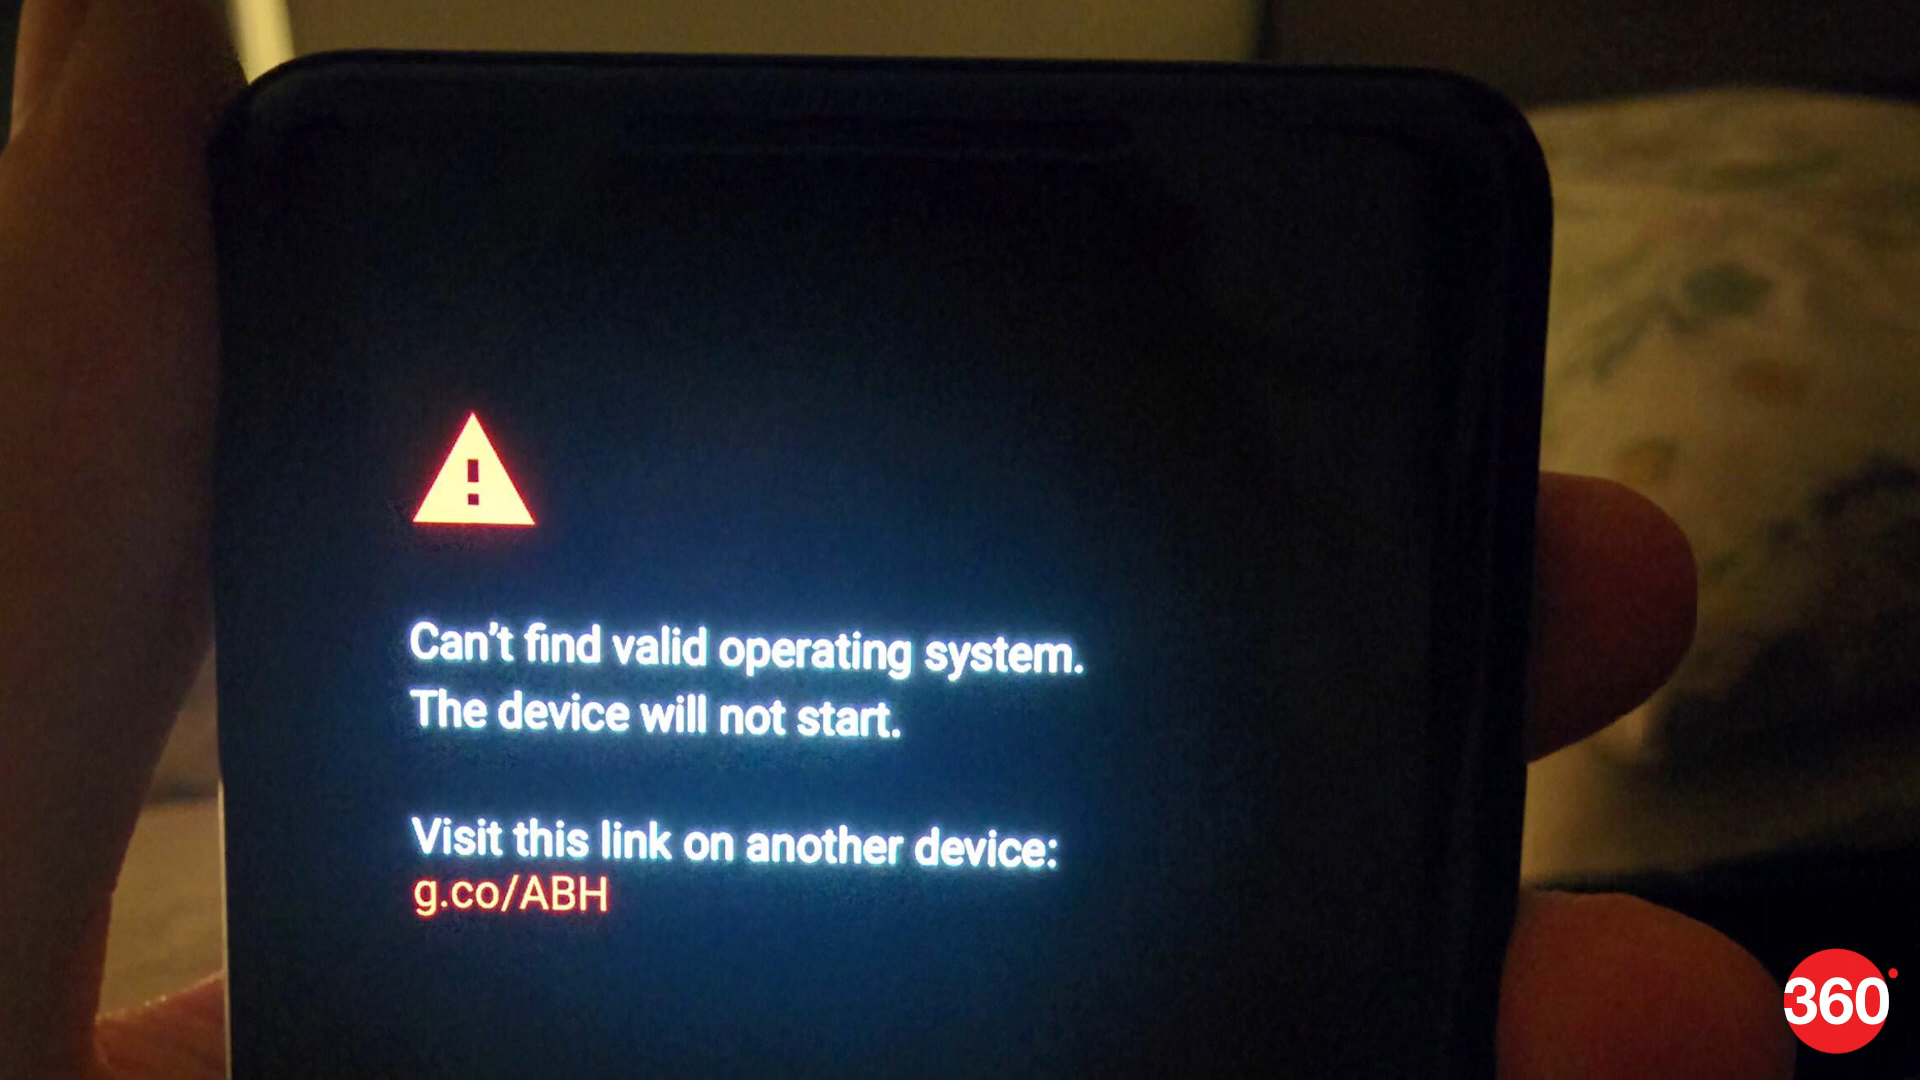 Can't find valid operating system.
The device will not start.
Visit this link on another device:
g.co/ABH
360